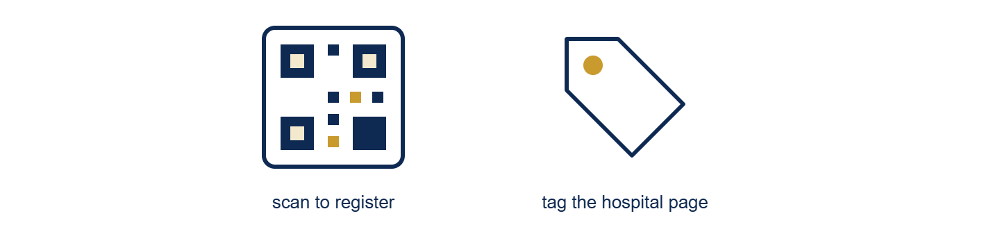 scan to register
tag the hospital page